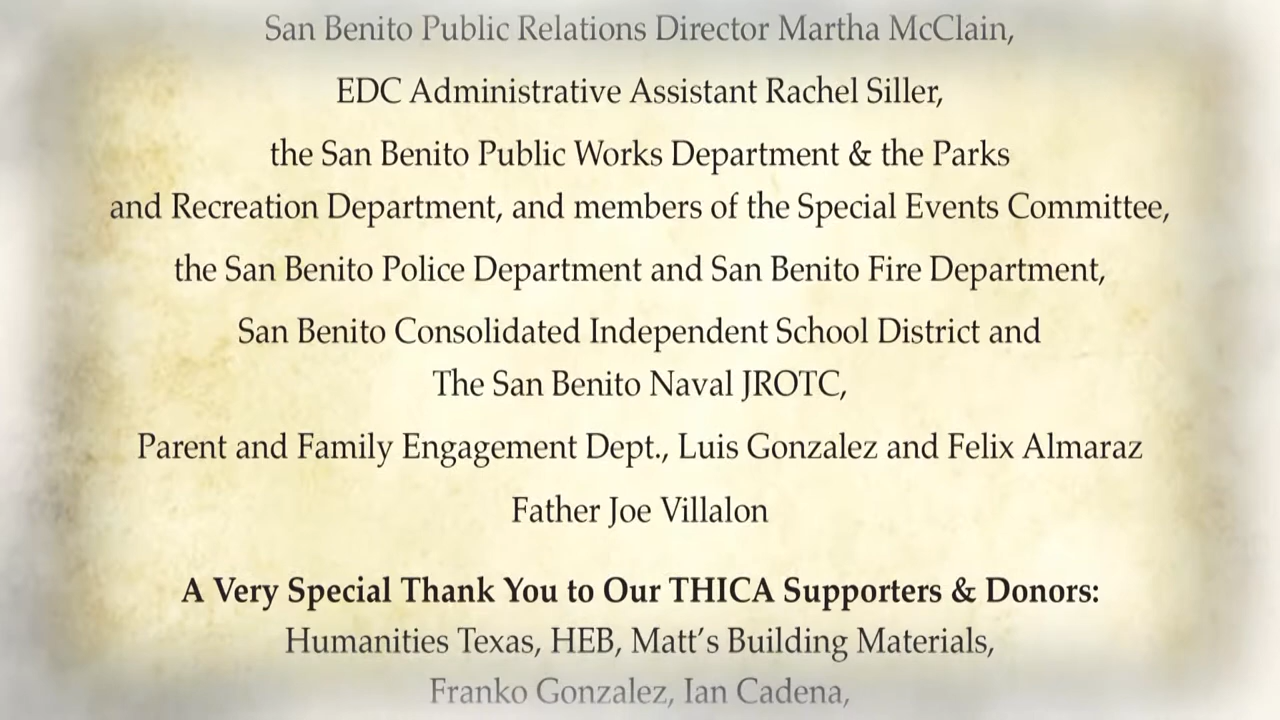 San Benito Public Relations Director Martha McClain,
EDC Administrative Assistant Rachel Siller,
the San Benito Public Works Department & the Parks
and Recreation Department, and members of the Special Events Committee,
the San Benito Police Department and San Benito Fire Department,
San Benito Consolidated Independent School District and
The San Benito Naval JROTC,
Parent and Family Engagement Dept., Luis Gonzalez and Felix Almaraz
Father Joe Villalon
A Very Special Thank You to Our THICA Supporters & Donors:
Humanities Texas, HEB, Matt's Building Materials,
Franko Gonzalez, Ian Cadena,